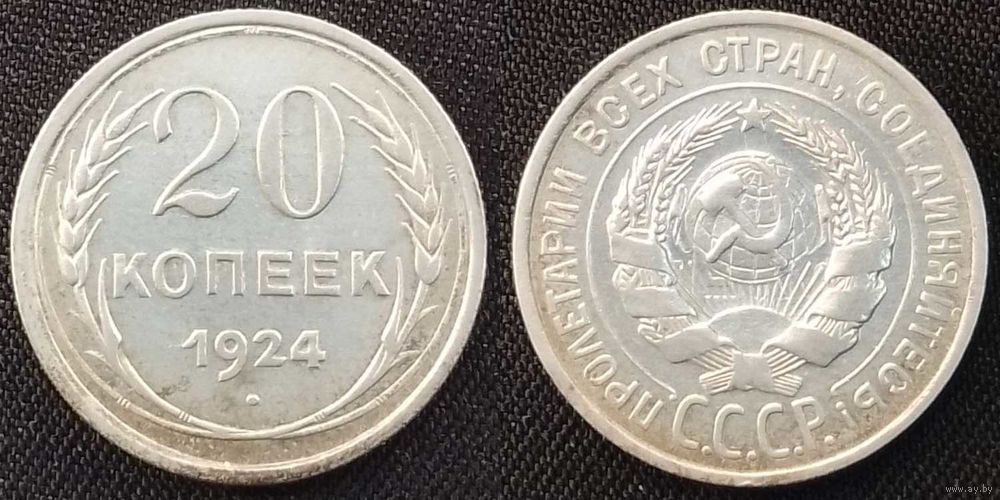 20
КОПЕЕК
1924
ПРОЛЕТАРИИ ВСЕХ СТРАН, СОЕДИНЯЙТЕСЬ!
С.С.С.Р.
www.ay.by